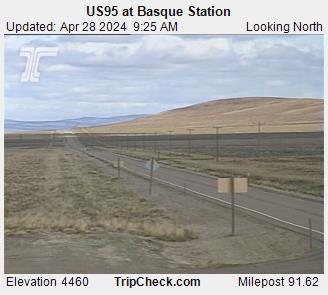 US95 at Basque Station
Updated: Apr 28 2024 9:25 AM Looking North
Elevation 4460 TripCheck.com Milepost 91.62